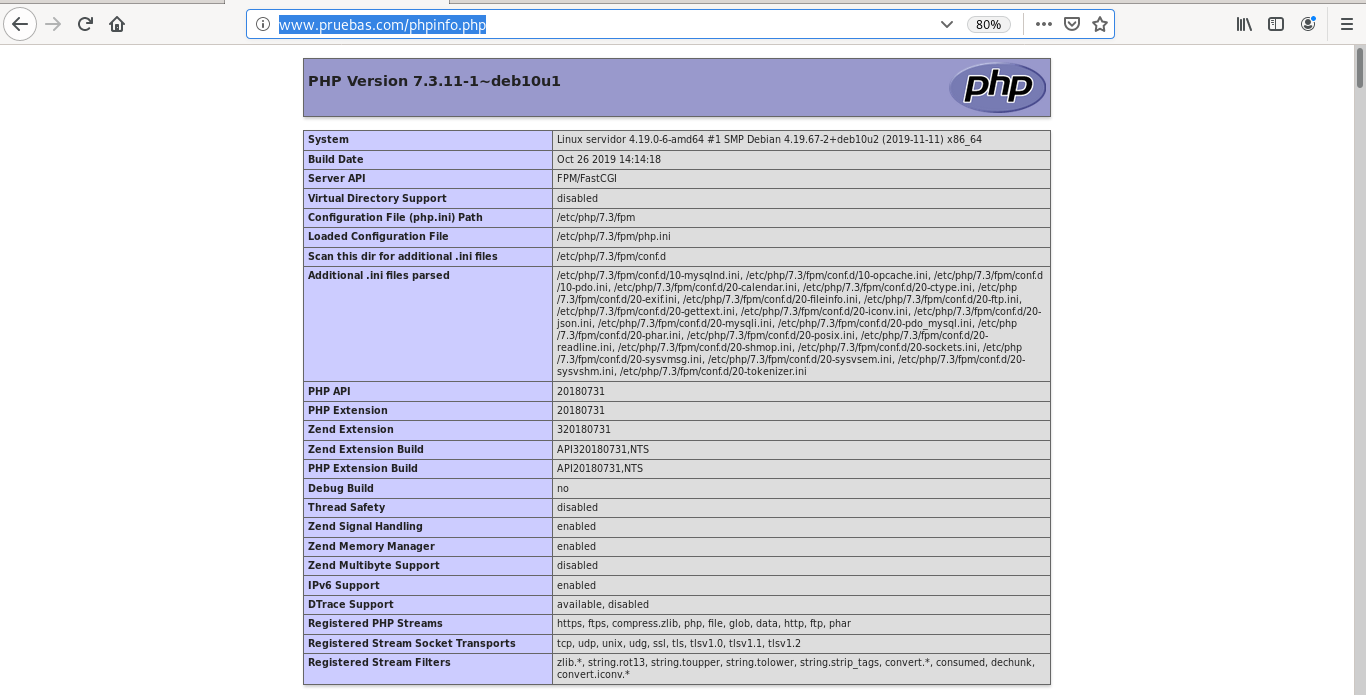 www.pruebas.com/phpinfo.php
80%
PHP Version 7.3.11-1~deb10u1
php
System Linux servidor 4.19.0-6-amd64 #1 SMP Debian 4.19.67-2+deb10u2 (2019-11-11) x86_64
Build Date Oct 26 2019 14:14:18
Server API FPM/FastCGI
Virtual Directory Support disabled
Configuration File (php.ini) Path /etc/php/7.3/fpm
Loaded Configuration File /etc/php/7.3/fpm/php.ini
Scan this dir for additional .ini files /etc/php/7.3/fpm/conf.d
Additional .ini files parsed /etc/php/7.3/fpm/conf.d/10-mysqlnd.ini, /etc/php/7.3/fpm/conf.d/10-opcache.ini, /etc/php/7.3/fpm/conf.d
/10-pdo.ini, /etc/php/7.3/fpm/conf.d/20-calendar.ini, /etc/php/7.3/fpm/conf.d/20-ctype.ini, /etc/php
/7.3/fpm/conf.d/20-exif.ini, /etc/php/7.3/fpm/conf.d/20-fileinfo.ini, /etc/php/7.3/fpm/conf.d/20-ftp.ini,
/etc/php/7.3/fpm/conf.d/20-gettext.ini, /etc/php/7.3/fpm/conf.d/20-iconv.ini, /etc/php/7.3/fpm/conf.d/20-
json.ini, /etc/php/7.3/fpm/conf.d/20-mysqli.ini, /etc/php/7.3/fpm/conf.d/20-pdo_mysql.ini, /etc/php
/7.3/fpm/conf.d/20-phar.ini, /etc/php/7.3/fpm/conf.d/20-posix.ini, /etc/php/7.3/fpm/conf.d/20-
readline.ini, /etc/php/7.3/fpm/conf.d/20-shmop.ini, /etc/php/7.3/fpm/conf.d/20-sockets.ini, /etc/php
/7.3/fpm/conf.d/20-sysvmsg.ini, /etc/php/7.3/fpm/conf.d/20-sysvsem.ini, /etc/php/7.3/fpm/conf.d/20-
sysvshm.ini, /etc/php/7.3/fpm/conf.d/20-tokenizer.ini
PHP API 20180731
PHP Extension 20180731
Zend Extension 320180731
Zend Extension Build API320180731,NTS
PHP Extension Build API20180731,NTS
Debug Build no
Thread Safety disabled
Zend Signal Handling enabled
Zend Memory Manager enabled
Zend Multibyte Support disabled
IPv6 Support enabled
DTrace Support available, disabled
Registered PHP Streams https, ftps, compress.zlib, php, file, glob, data, http, ftp, phar
Registered Stream Socket Transports tcp, udp, unix, udg, ssl, tls, tlsv1.0, tlsv1.1, tlsv1.2
Registered Stream Filters zlib.*, string.rot13, string.toupper, string.tolower, string.strip_tags, convert.*, consumed, dechunk,
convert.iconv.*